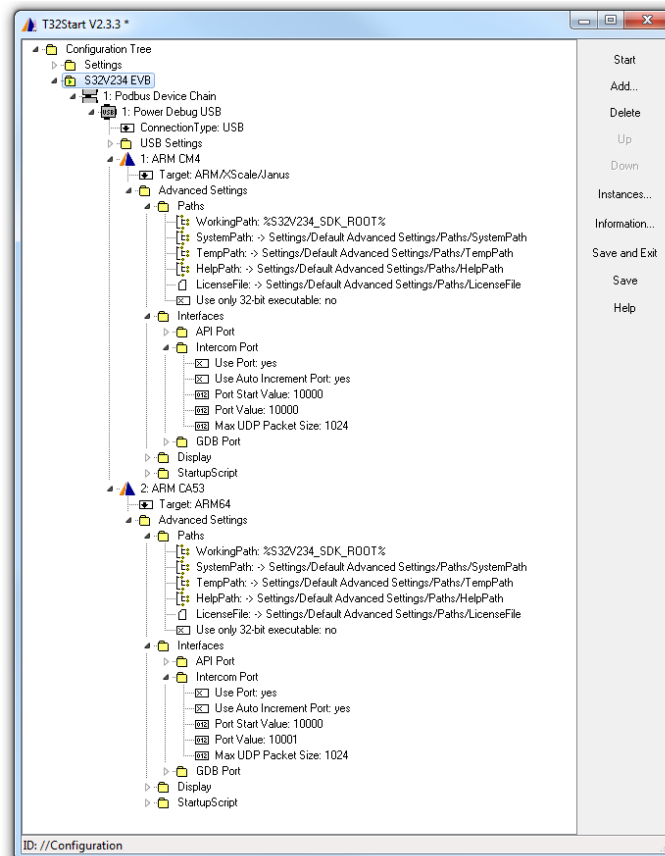 T32Start V2.3.3 *
Configuration Tree
Settings
S32V234 EVB
1: Podbus Device Chain
USB 1: Power Debug USB
ConnectionType: USB
USB Settings
1: ARM CM4
Target: ARM/XScale/Janus
Advanced Settings
Paths
WorkingPath: %S32V234_SDK_ROOT%
SystemPath: -> Settings/Default Advanced Settings/Paths/SystemPath
TempPath: -> Settings/Default Advanced Settings/Paths/TempPath
HelpPath: -> Settings/Default Advanced Settings/Paths/HelpPath
LicenseFile: -> Settings/Default Advanced Settings/Paths/LicenseFile
Use only 32-bit executable: no
Interfaces
API Port
Intercom Port
Use Port: yes
Use Auto Increment Port: yes
012 Port Start Value: 10000
012 Port Value: 10000
012 Max UDP Packet Size: 1024
GDB Port
Display
StartupScript
2: ARM CA53
Target: ARM64
Advanced Settings
Paths
WorkingPath: %S32V234_SDK_ROOT%
SystemPath: -> Settings/Default Advanced Settings/Paths/SystemPath
TempPath: -> Settings/Default Advanced Settings/Paths/TempPath
HelpPath: -> Settings/Default Advanced Settings/Paths/HelpPath
LicenseFile: -> Settings/Default Advanced Settings/Paths/LicenseFile
Use only 32-bit executable: no
Interfaces
API Port
Intercom Port
Use Port: yes
Use Auto Increment Port: yes
012 Port Start Value: 10000
012 Port Value: 10001
012 Max UDP Packet Size: 1024
GDB Port
Display
StartupScript
Start
Add...
Delete
Up
Down
Instances...
Information...
Save and Exit
Save
Help
ID: //Configuration